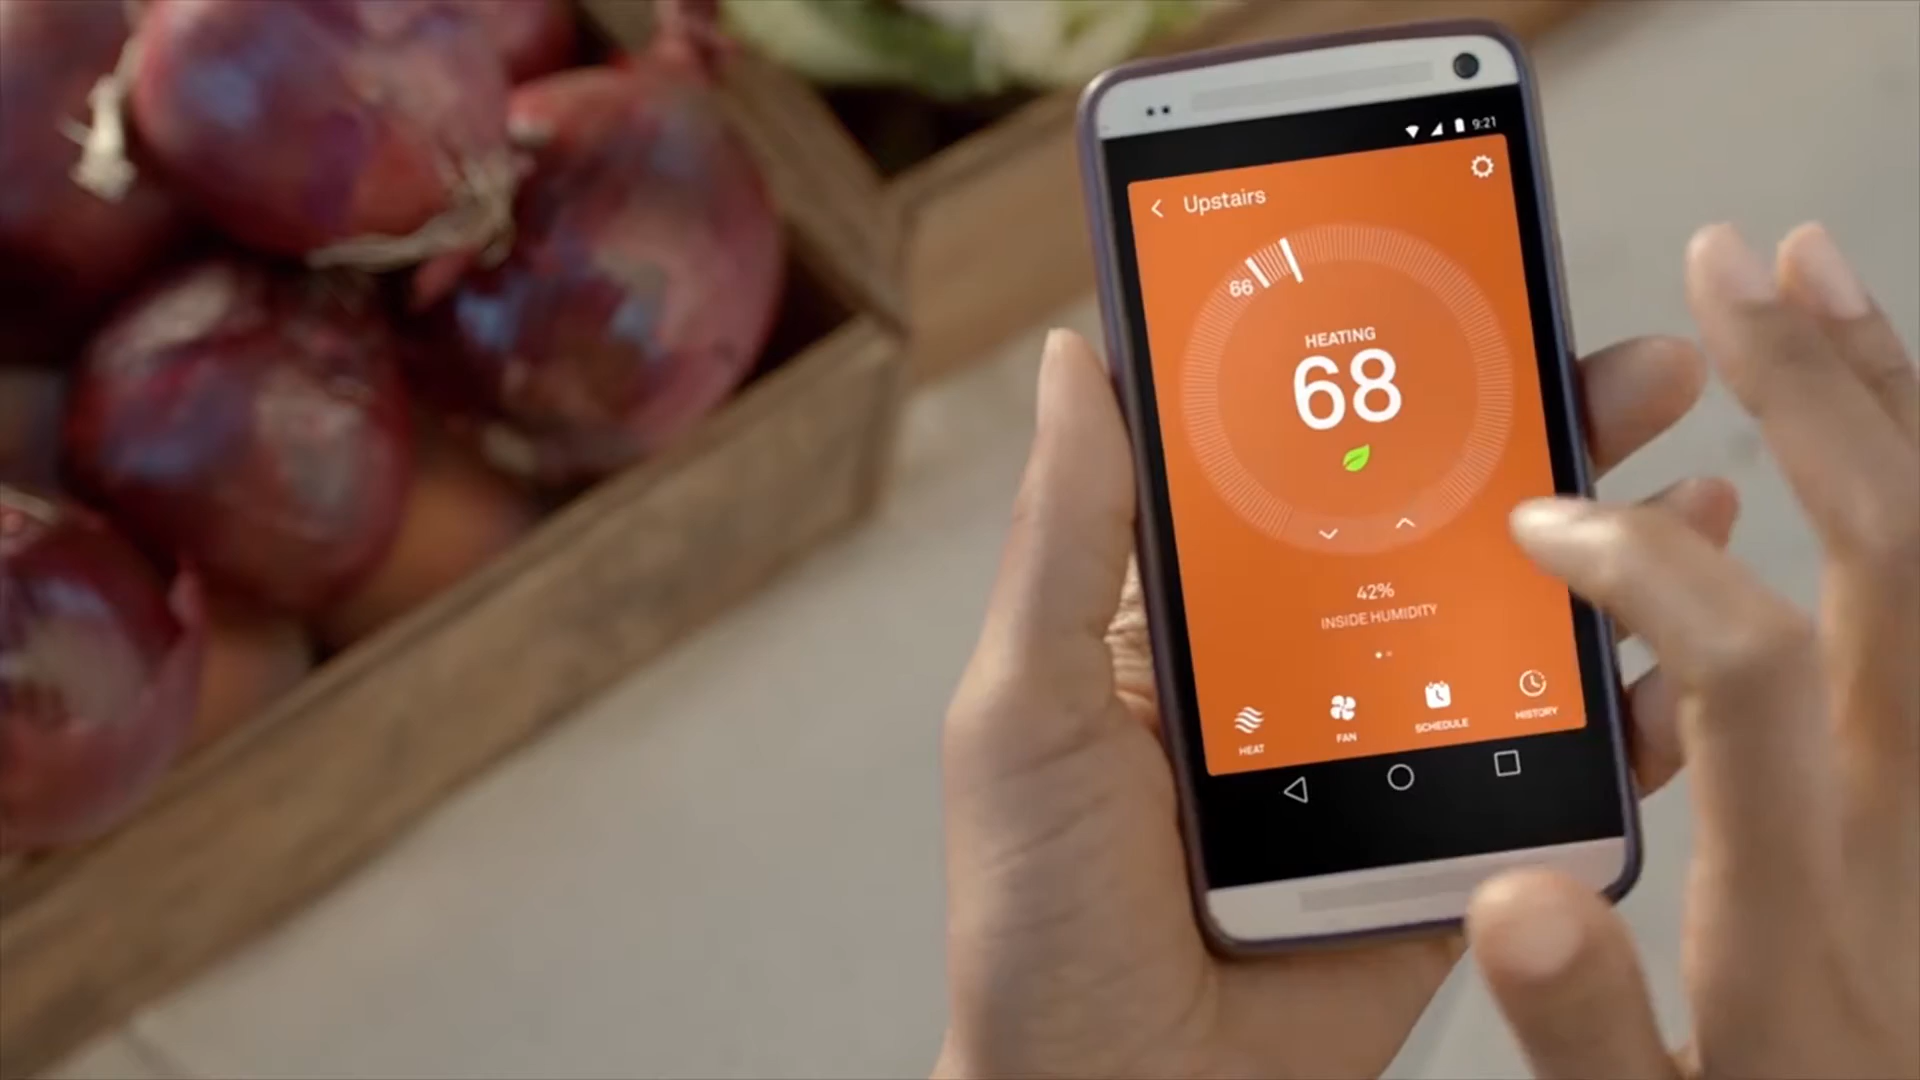 9:21
Upstairs
66
HEATING
68
42%
INSIDE HUMIDITY
HEAT
FAN
SCHEDULE
HISTORY